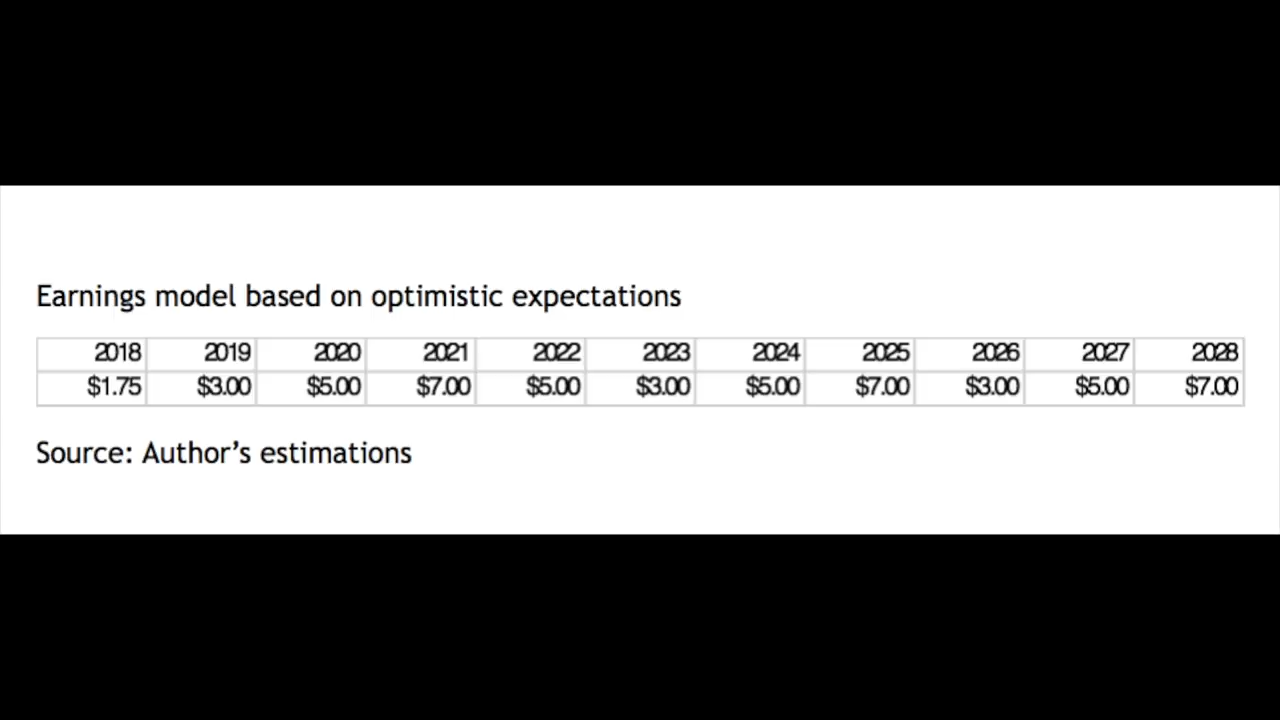 Earnings model based on optimistic expectations
2018 2019 2020 2021 2022 2023 2024 2025 2026 2027 2028
$1.75 $3.00 $5.00 $7.00 $5.00 $3.00 $5.00 $7.00 $3.00 $5.00 $7.00
Source: Author’s estimations